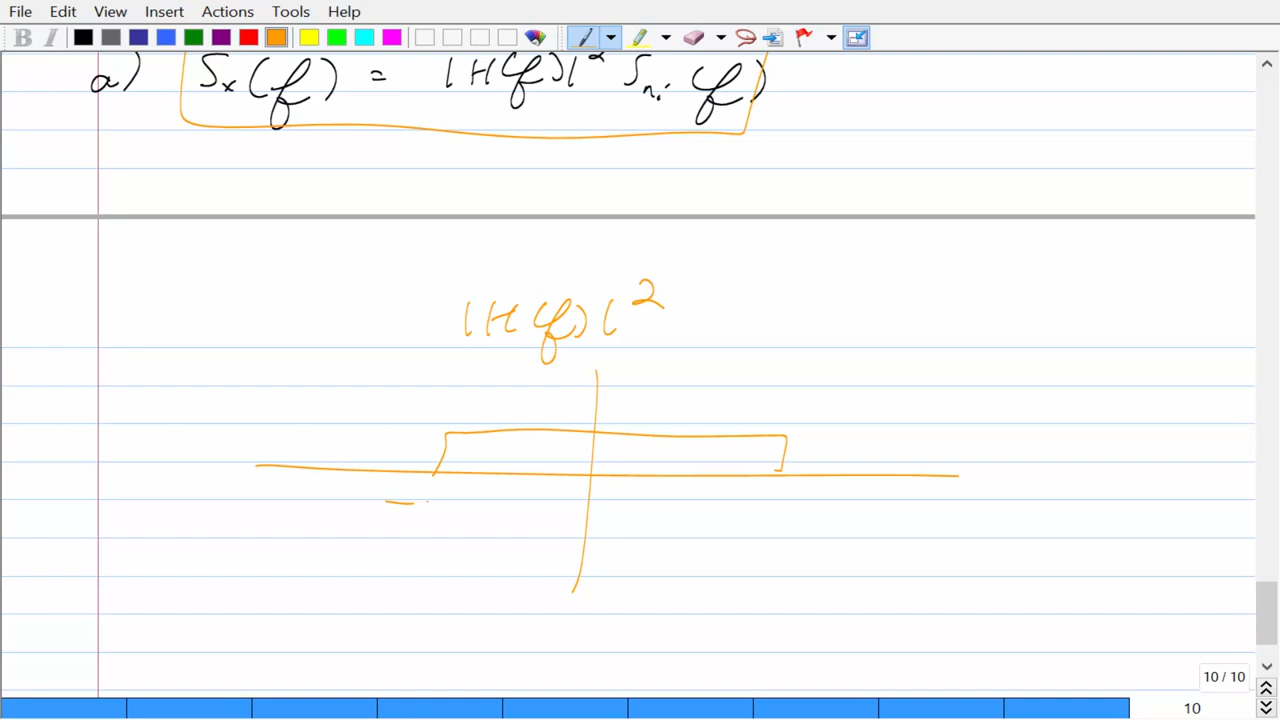 File Edit View Insert Actions Tools Help
B I
a) Sₓ(f) = |H(f)|² Sₙᵢ(f)
|H(f)|²
−
10 / 10
10